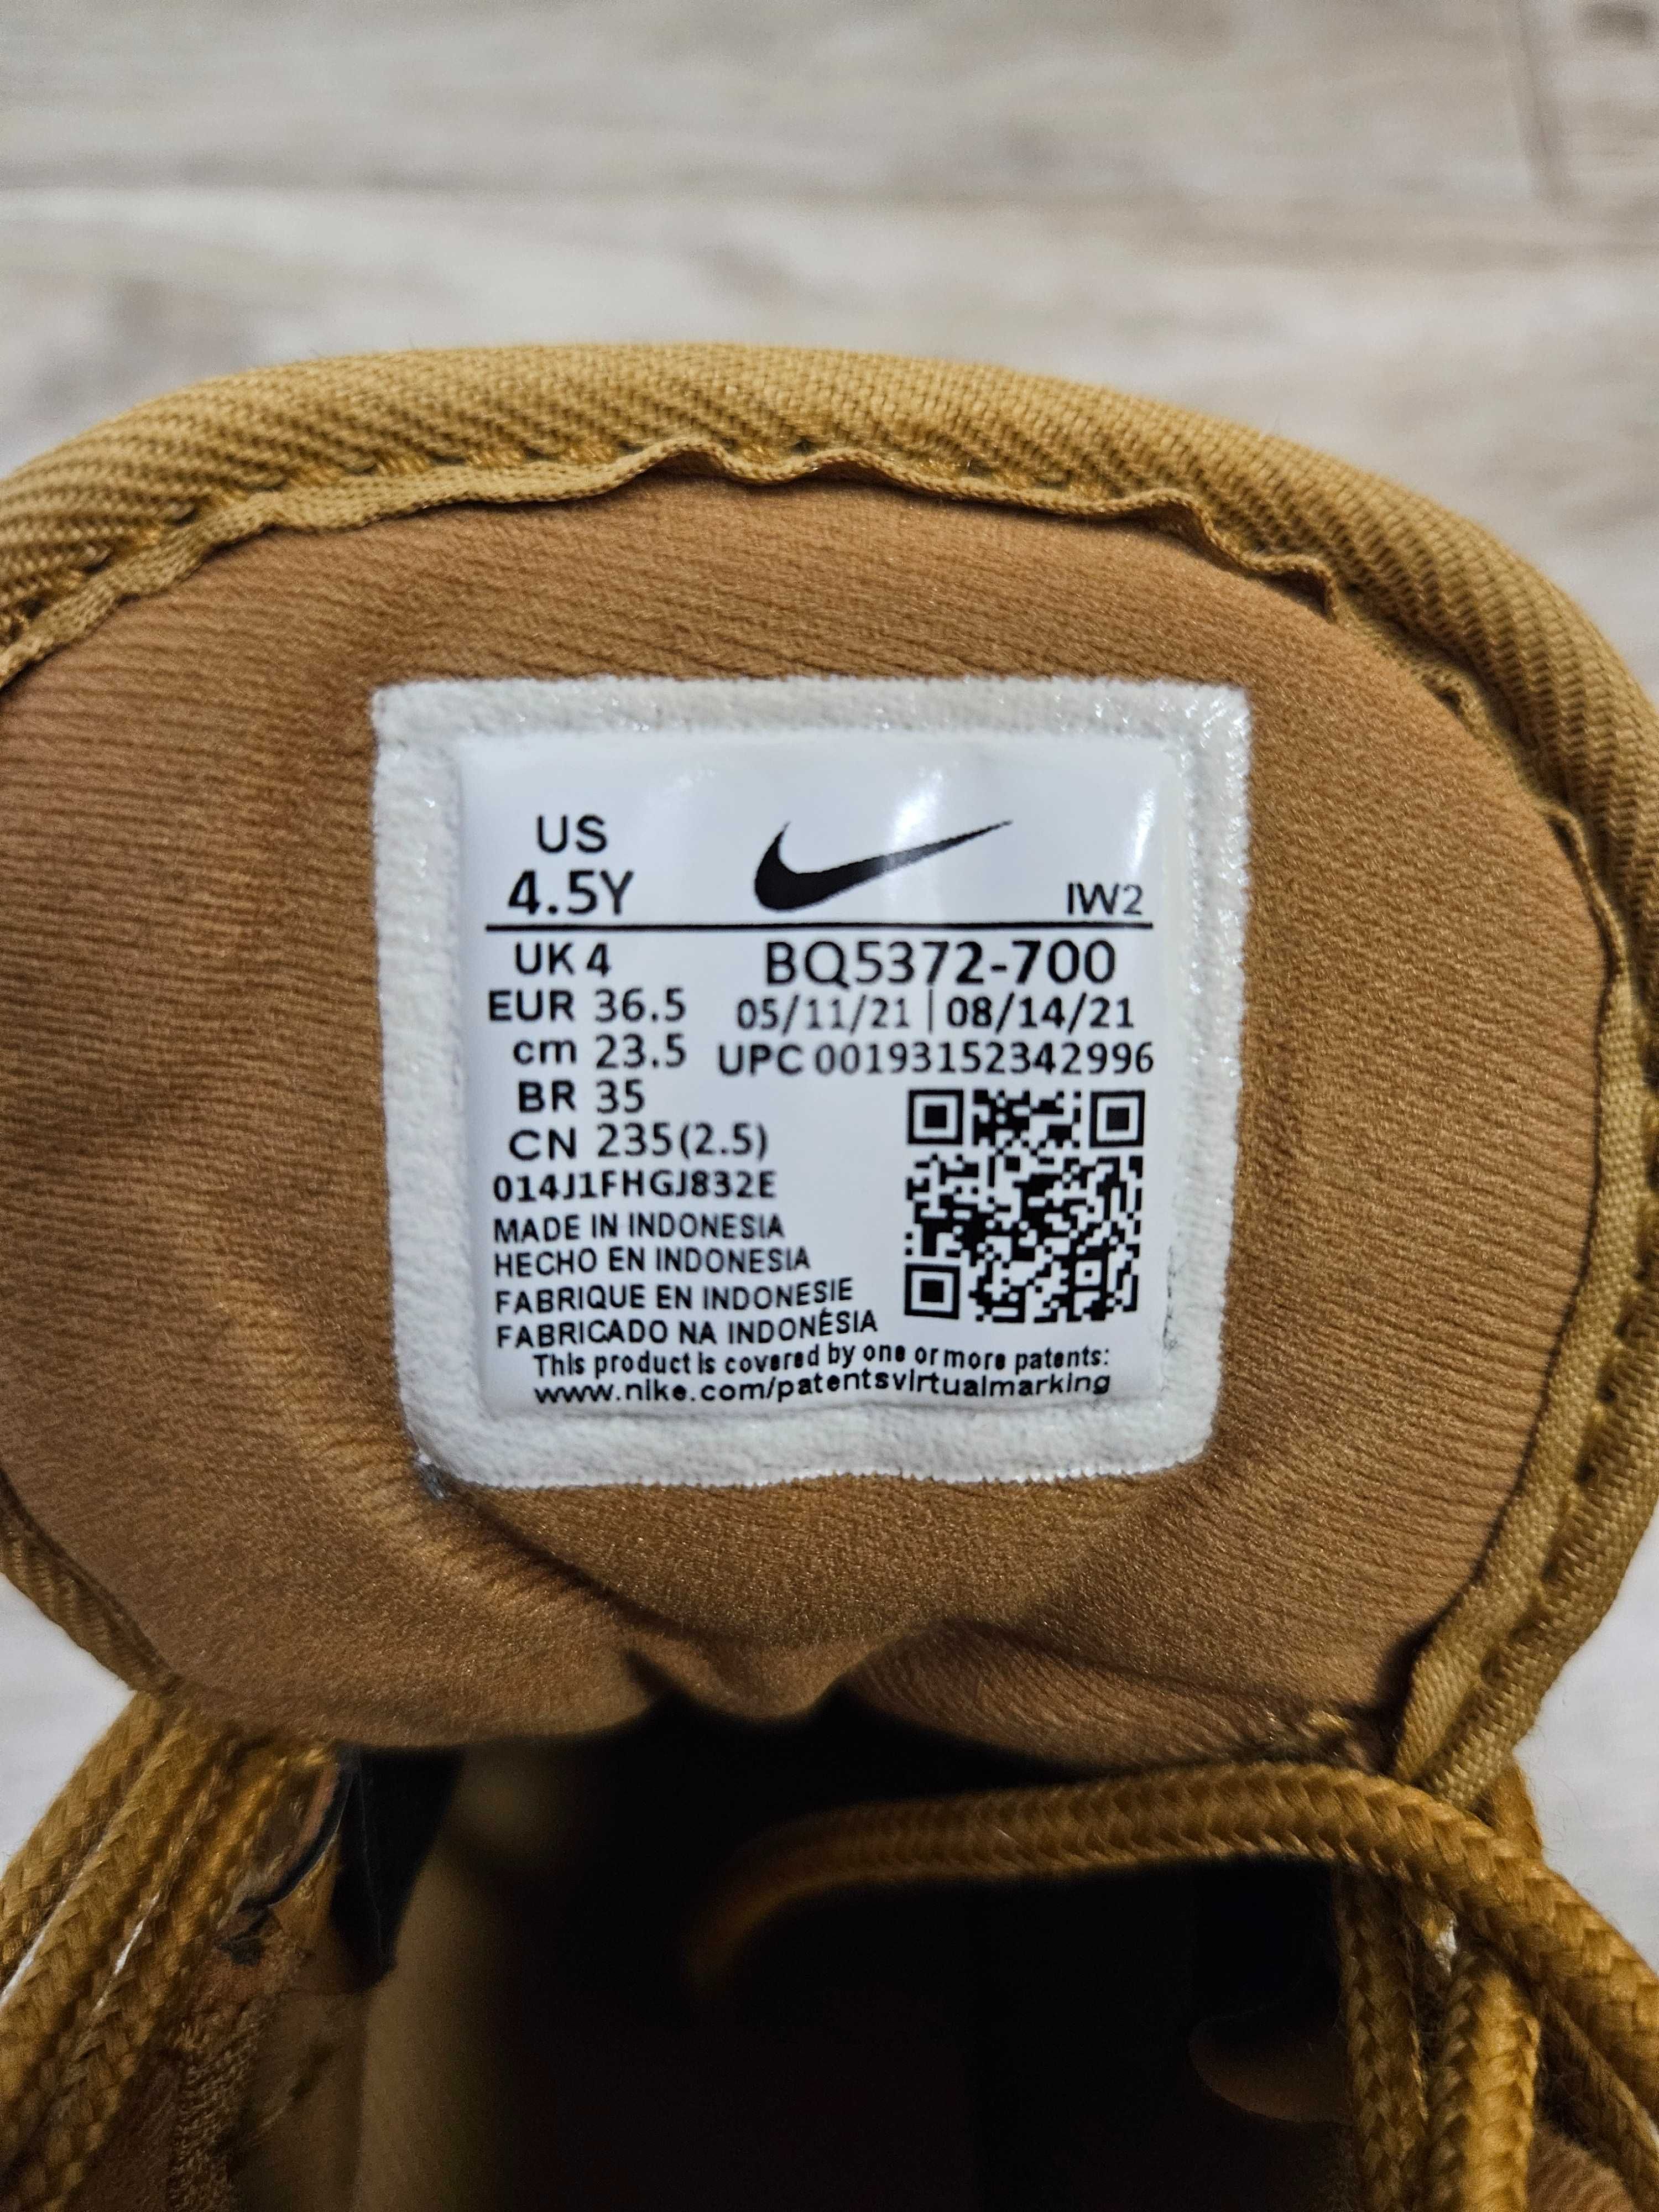 US
4.5Y
IW2
UK 4
BQ5372-700
EUR 36.5
05/11/21 | 08/14/21
cm 23.5
UPC 00193152342996
BR 35
CN 235(2.5)
014J1FHGJ832E
MADE IN INDONESIA
HECHO EN INDONESIA
FABRIQUE EN INDONESIE
FABRICADO NA INDONÉSIA
This product is covered by one or more patents:
www.nike.com/patentsvirtualmarking